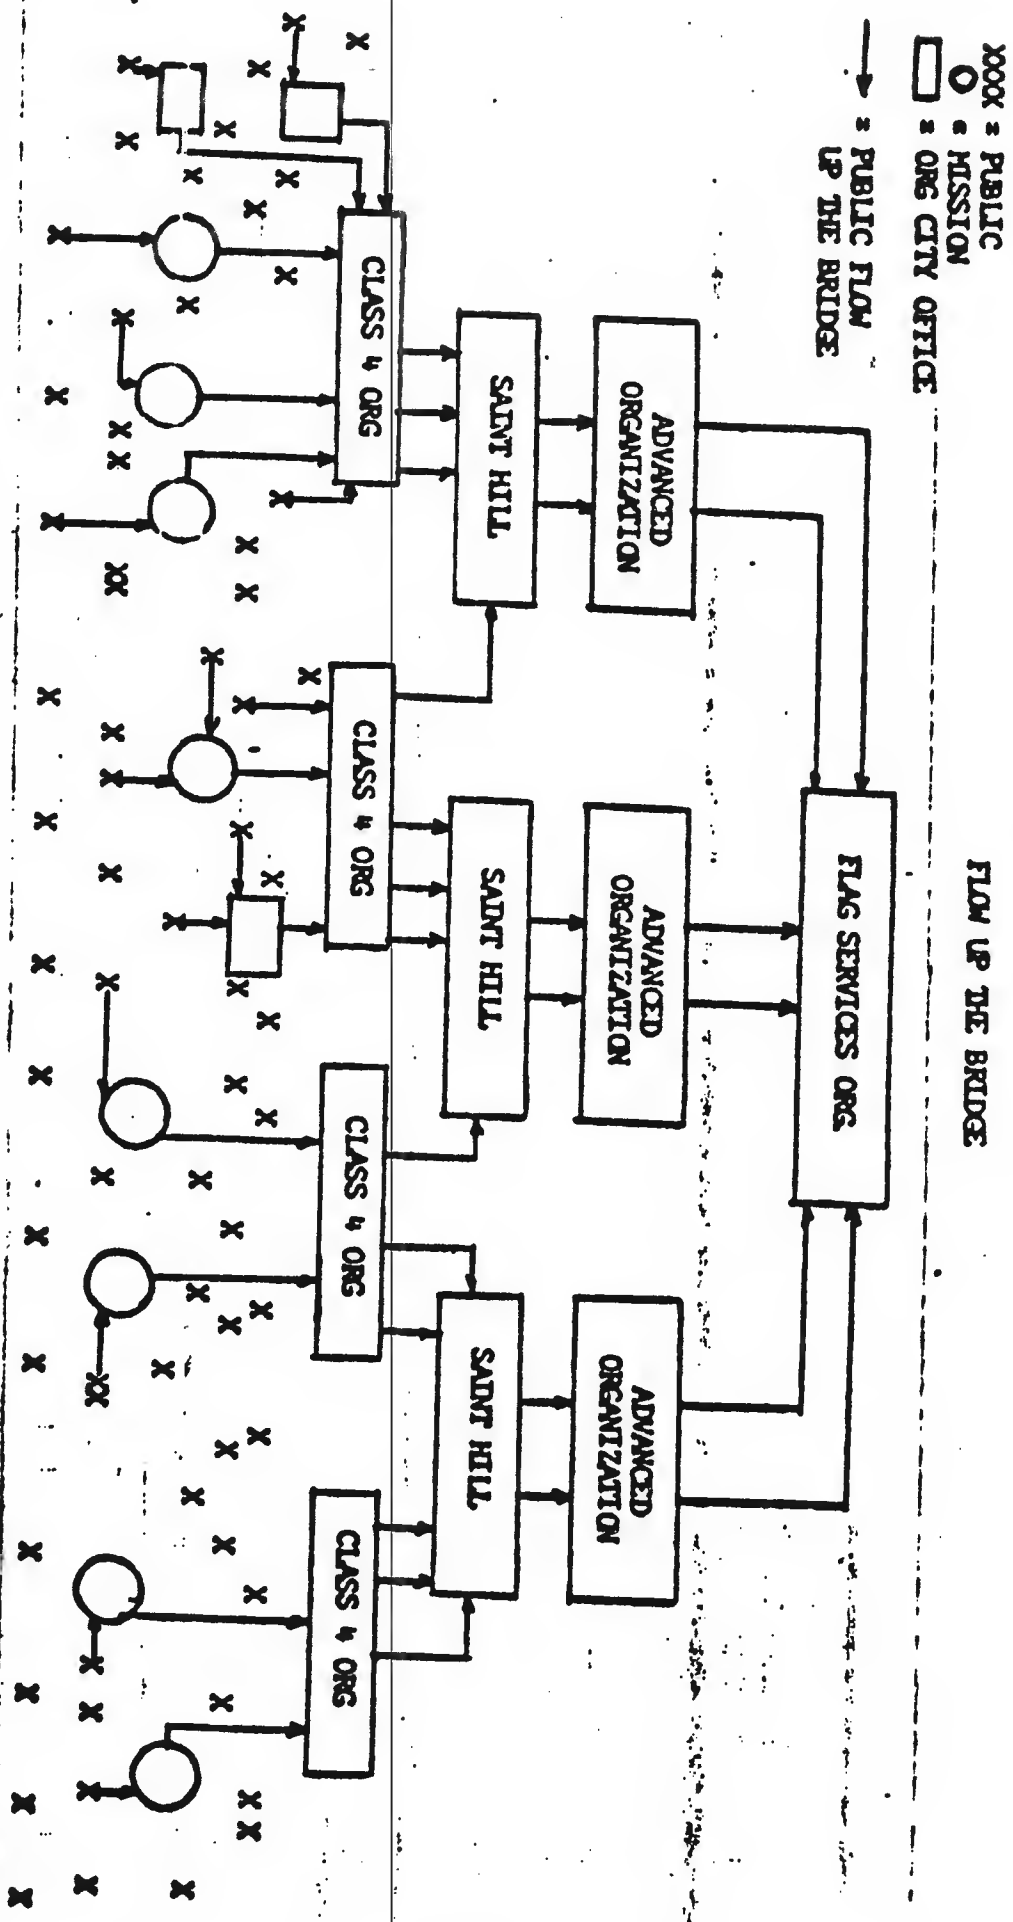 FLOW UP THE BRIDGE
XXXX = PUBLIC
O = MISSION
= ORG CITY OFFICE
= PUBLIC FLOW
UP THE BRIDGE
FLAG SERVICES ORG
ADVANCED
ORGANIZATION
ADVANCED
ORGANIZATION
ADVANCED
ORGANIZATION
SAINT HILL
SAINT HILL
SAINT HILL
CLASS 4 ORG
CLASS 4 ORG
CLASS 4 ORG
CLASS 4 ORG